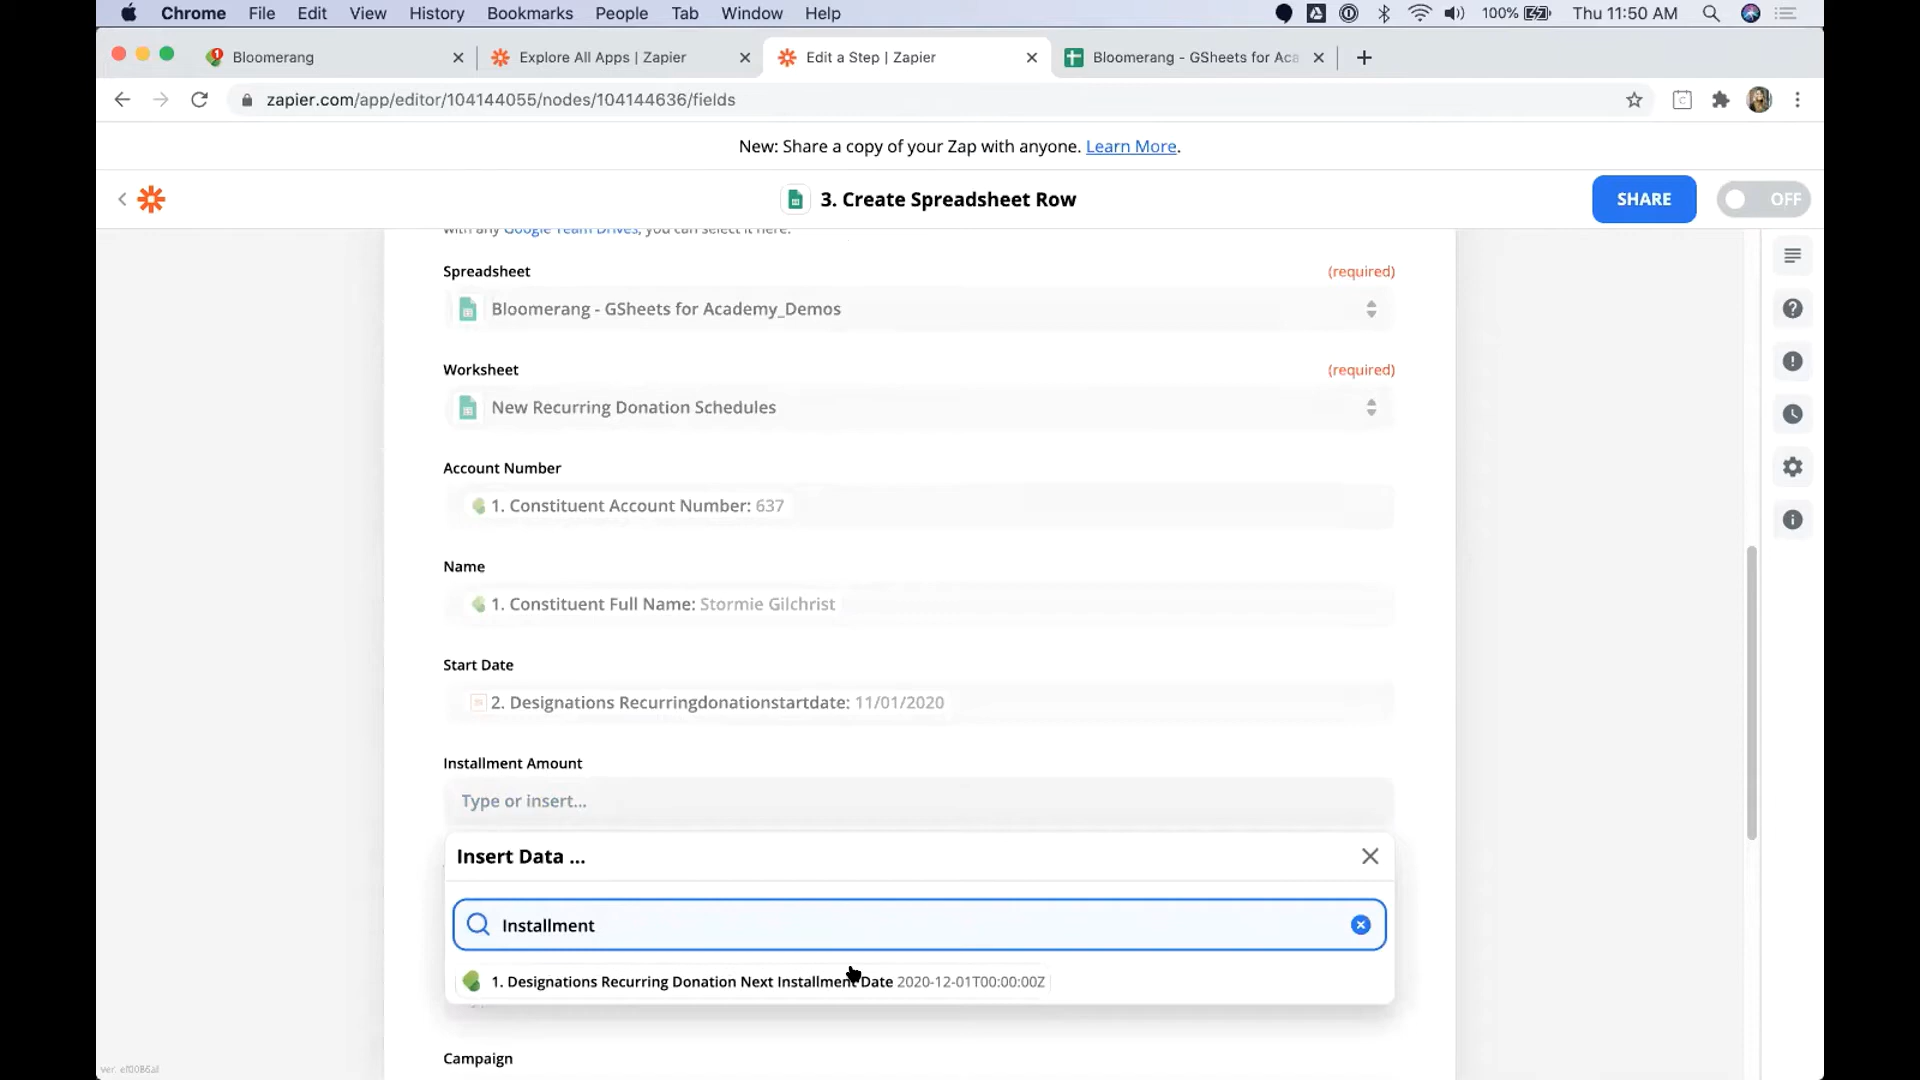 Chrome File Edit View History Bookmarks People Tab Window Help 100% Thu 11:50 AM
Bloomerang Explore All Apps | Zapier Edit a Step | Zapier Bloomerang - GSheets for Aca
zapier.com/app/editor/104144055/nodes/104144636/fields
New: Share a copy of your Zap with anyone. Learn More.
3. Create Spreadsheet Row SHARE OFF
with any Google Team Drives, you can select it here.
Spreadsheet (required)
Bloomerang - GSheets for Academy_Demos
Worksheet (required)
New Recurring Donation Schedules
Account Number
1. Constituent Account Number: 637
Name
1. Constituent Full Name: Stormie Gilchrist
Start Date
2. Designations Recurringdonationstartdate: 11/01/2020
Installment Amount
Type or insert...
Insert Data ...
Installment
1. Designations Recurring Donation Next Installment Date 2020-12-01T00:00:00Z
Campaign